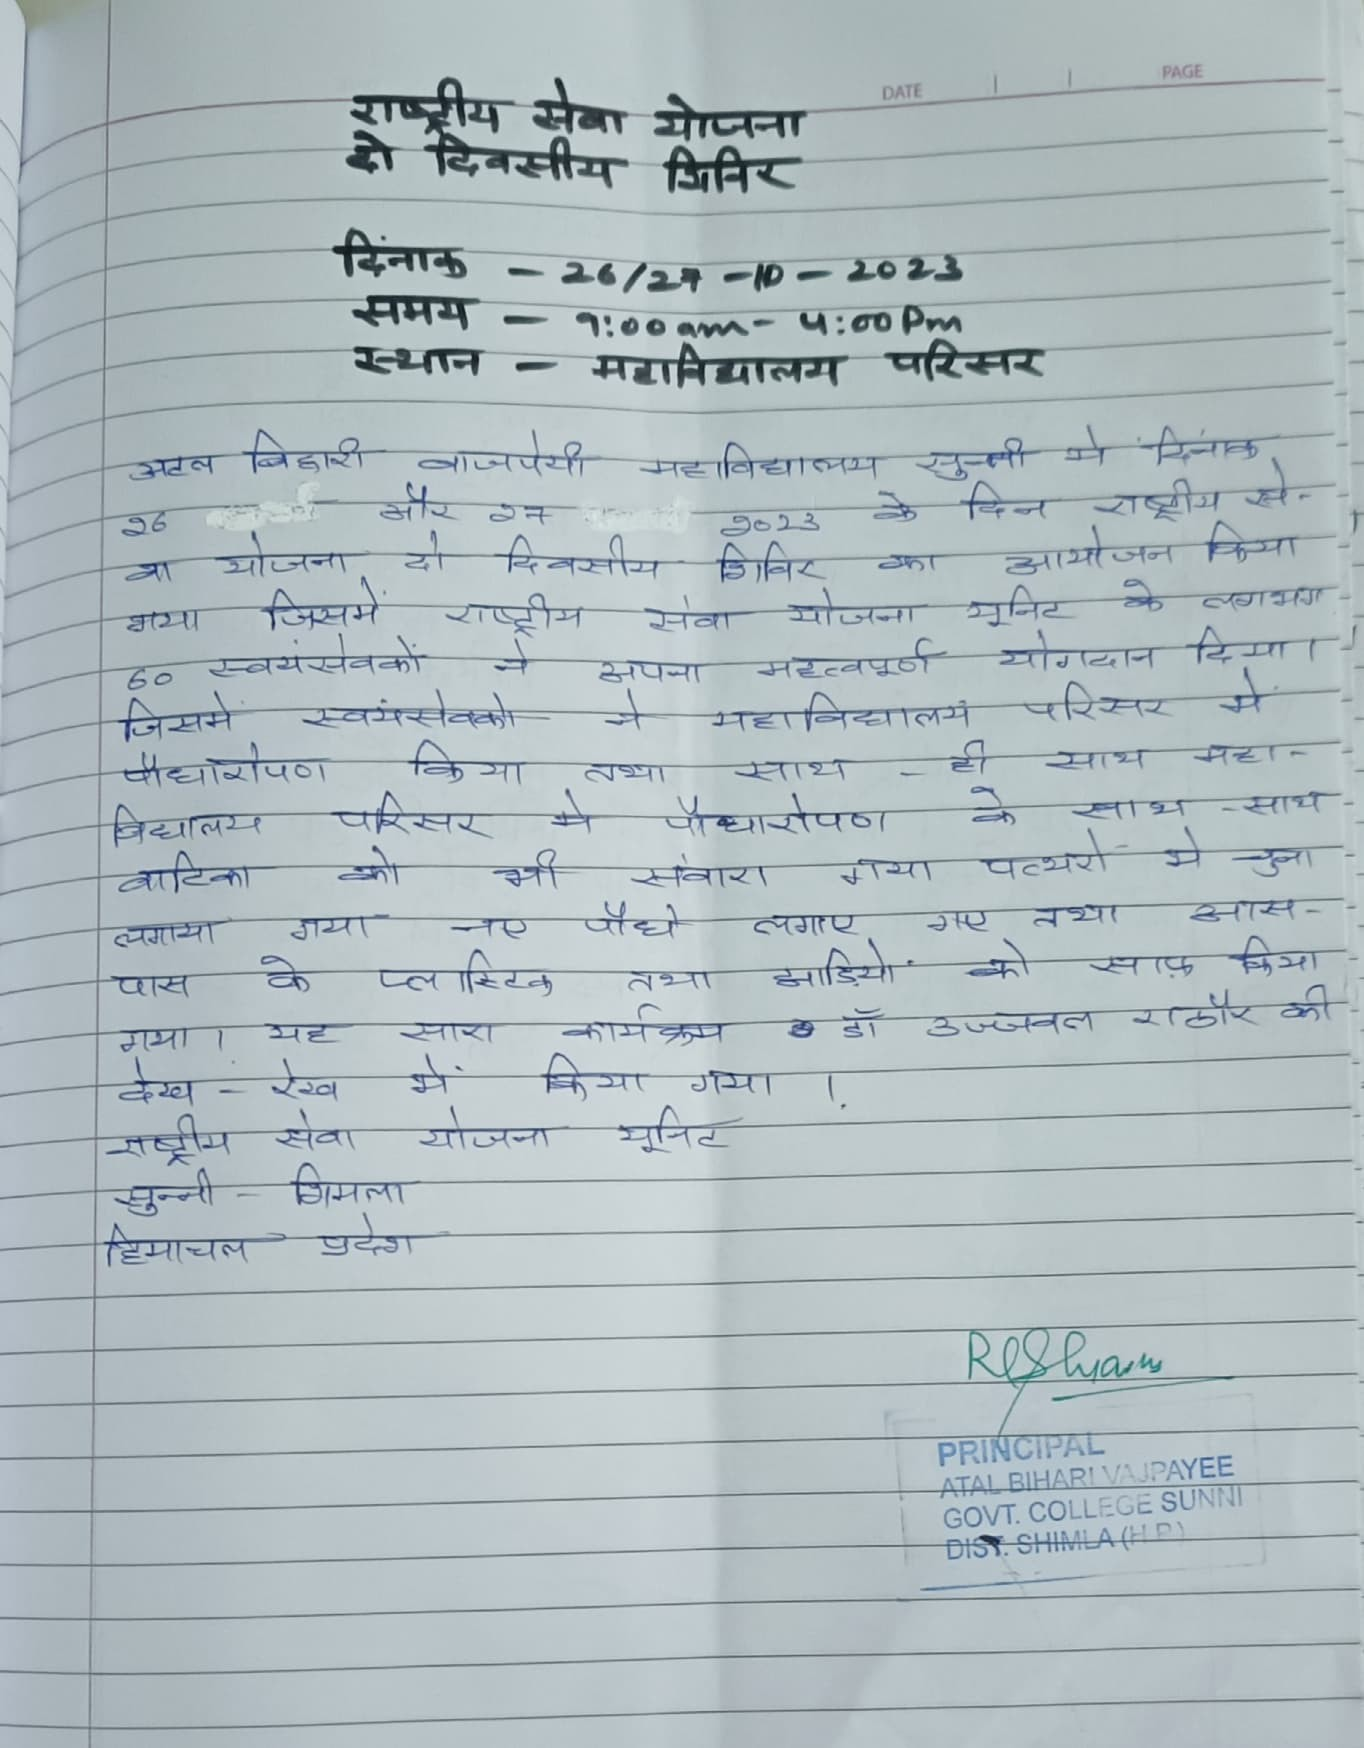 DATE PAGE
राष्ट्रीय सेवा योजना
दो दिवसीय शिविर
दिंनाक - 26/27-10-2023
समय - 9:00am - 4:00Pm
स्थान - महाविद्यालय परिसर
अटल बिहारी वाजपेयी महाविद्यालय सुन्नी मे दिनांक
26 और 27 2023 के दिन राष्ट्रीय से-
वा योजना दो दिवसीय शिविर का आयोजन किया
गया जिसमें राष्ट्रीय सेवा योजना यूनिट के लगभग
60 स्वयंसेवकों ने अपना महत्वपूर्ण योगदान दिया।
जिसमें स्वयंसेवको ने महाविद्यालय परिसर में
पौधारोपण किया तथा साथ - ही साथ महा-
विद्यालय परिसर मे पौधारोपण के साथ - साथ
वाटिका को भी संवारा गया पत्थरों मे चुना
लगाया गया नए पौधे लगाए गए तथा आस-
पास के प्लास्टिक तथा झाड़ियों को साफ़ किया
गया। यह सारा कार्यक्रम डॉ उज्जवल राठौर की
देख - रेख में किया गया ।
राष्ट्रीय सेवा योजना यूनिट
सुन्नी - शिमला
हिमाचल प्रदेश
PRINCIPAL
ATAL BIHARI VAJPAYEE
GOVT. COLLEGE SUNNI
DIST. SHIMLA (H.P.)